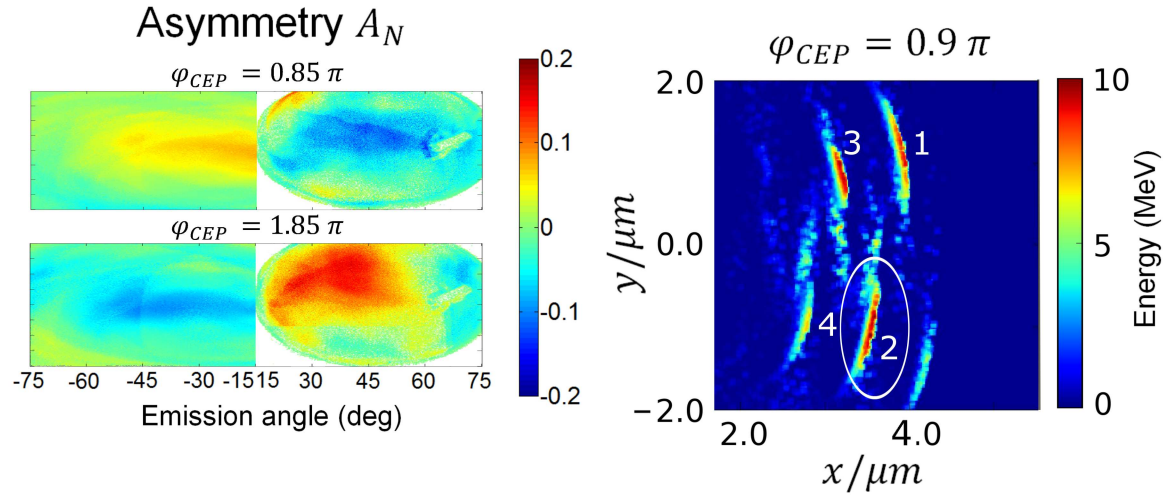 Asymmetry A_N
φ_CEP = 0.85 π
φ_CEP = 1.85 π
-75 -60 -45 -30 -15 15 30 45 60 75
Emission angle (deg)
0.2
0.1
0
-0.1
-0.2
φ_CEP = 0.9 π
2.0
0.0
−2.0
y/μm
3
1
4
2
2.0 4.0
x/μm
10
5
0
Energy (MeV)